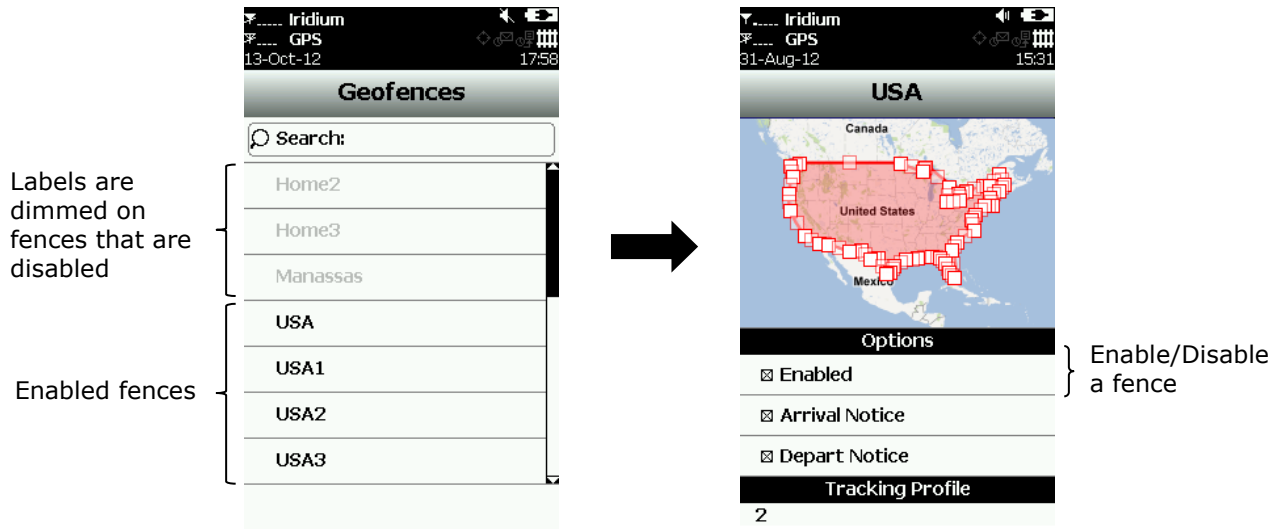 ..... Iridium
.... GPS
13-Oct-12 17:58
Geofences
Search:
Home2
Home3
Manassas
USA
USA1
USA2
USA3
Labels are
dimmed on
fences that are
disabled
Enabled fences
..... Iridium
.... GPS
31-Aug-12 15:31
USA
Canada
United States
Mexico
Options
Enabled
Arrival Notice
Depart Notice
Tracking Profile
2
Enable/Disable
a fence